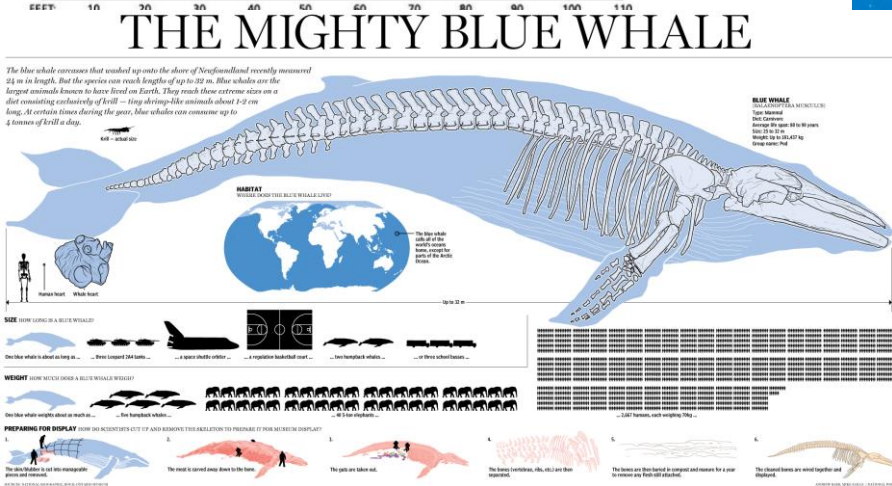 FEET: 10 20 30 40 50 60 70 80 90 100 110
THE MIGHTY BLUE WHALE
The blue whale carcasses that washed up onto the shore of Newfoundland recently measured
24 m in length. But the species can reach lengths of up to 32 m. Blue whales are the
largest animals known to have lived on Earth. They reach these extreme sizes on a
diet consisting exclusively of krill — tiny shrimp-like animals about 1-2 cm
long. At certain times during the year, blue whales can consume up to
4 tonnes of krill a day.
Krill — actual size
BLUE WHALE
(BALAENOPTERA MUSCULUS)
Type: Mammal
Diet: Carnivore
Average life span: 80 to 90 years
Size: 25 to 32 m
Weight: Up to 181,437 kg
Group name: Pod
HABITAT
WHERE DOES THE BLUE WHALE LIVE?
The blue whale
calls all of the
world's oceans
home, except for
parts of the Arctic
Ocean.
Human heart
Whale heart
Up to 32 m
SIZE HOW LONG IS A BLUE WHALE?
One blue whale is about as long as ...
... three Leopard 2A4 tanks ...
... a space shuttle orbiter ...
... a regulation basketball court ...
... two humpback whales ...
... or three school busses ...
WEIGHT HOW MUCH DOES A BLUE WHALE WEIGH?
One blue whale weights about as much as ...
... five humpback whales ...
... 40 5-ton elephants ...
... 2,667 humans, each weighing 70kg ...
PREPARING FOR DISPLAY HOW DO SCIENTISTS CUT UP AND REMOVE THE SKELETON TO PREPARE IT FOR MUSEUM DISPLAY?
1.
The skin/blubber is cut into manageable
pieces and removed.
2.
The meat is carved away down to the bone.
3.
The guts are taken out.
4.
The bones (vertebrae, ribs, etc.) are then
separated.
5.
The bones are then buried in compost and manure for a year
to remove any flesh still attached.
6.
The cleaned bones are wired together and
displayed.
SOURCES: NATIONAL GEOGRAPHIC, ROYAL ONTARIO MUSEUM